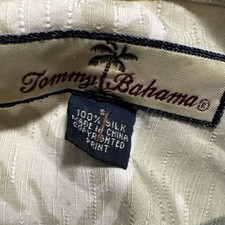 Tommy Bahama®
S
100% SILK
MADE IN CHINA
COPYRIGHTED
PRINT